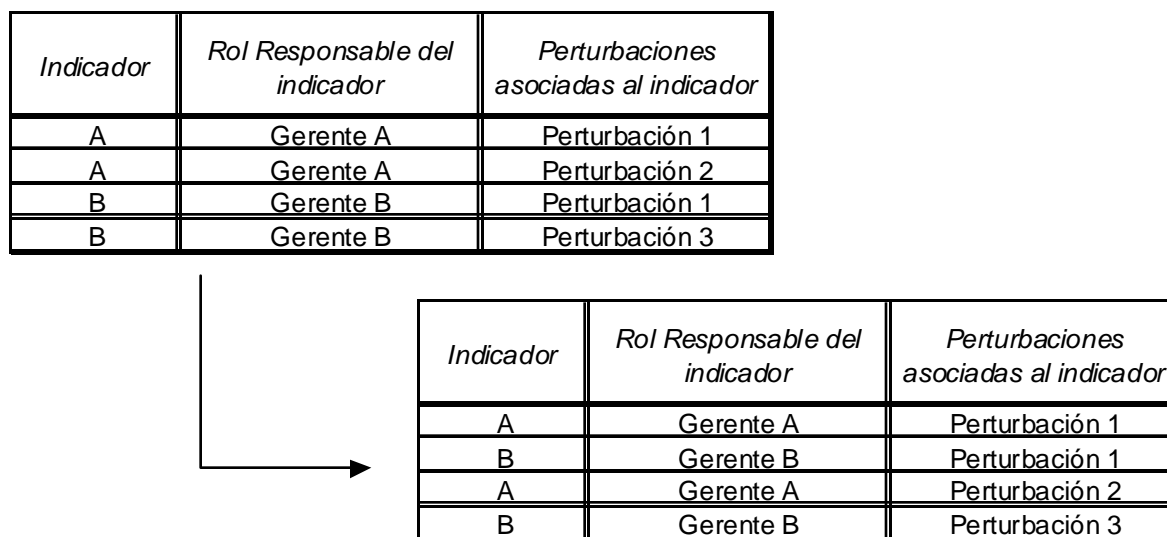 Indicador Rol Responsable del indicador Perturbaciones asociadas al indicador
A Gerente A Perturbación 1
A Gerente A Perturbación 2
B Gerente B Perturbación 1
B Gerente B Perturbación 3
Indicador Rol Responsable del indicador Perturbaciones asociadas al indicador
A Gerente A Perturbación 1
B Gerente B Perturbación 1
A Gerente A Perturbación 2
B Gerente B Perturbación 3